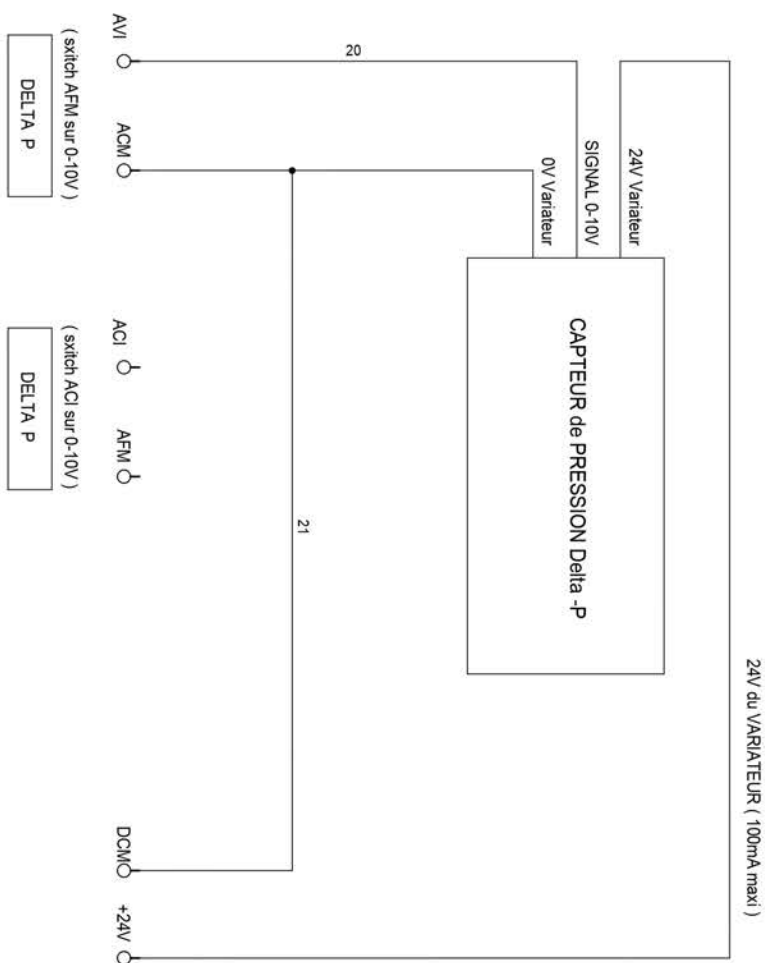 24V du VARIATEUR ( 100mA maxi )
24V Variateur
SIGNAL 0-10V
0V Variateur
CAPTEUR de PRESSION Delta -P
20
21
AVI
ACM
ACI
AFM
DCM
+24V
( sxitch AFM sur 0-10V )
( sxitch ACI sur 0-10V )
DELTA P
DELTA P